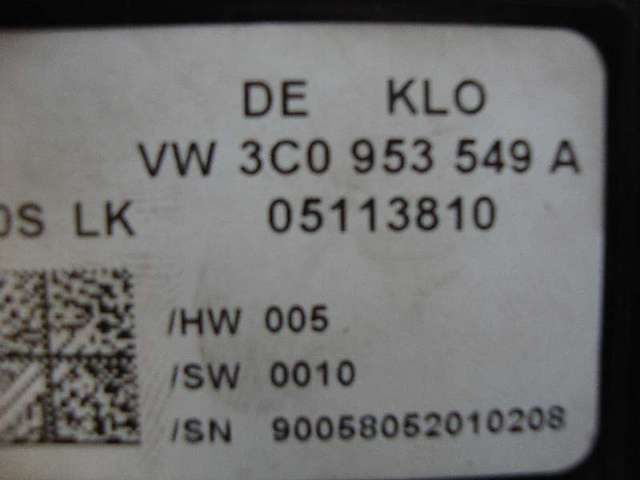 DE KLO
VW 3C0 953 549 A
0S LK 05113810
/HW 005
/SW 0010
/SN 90058052010208